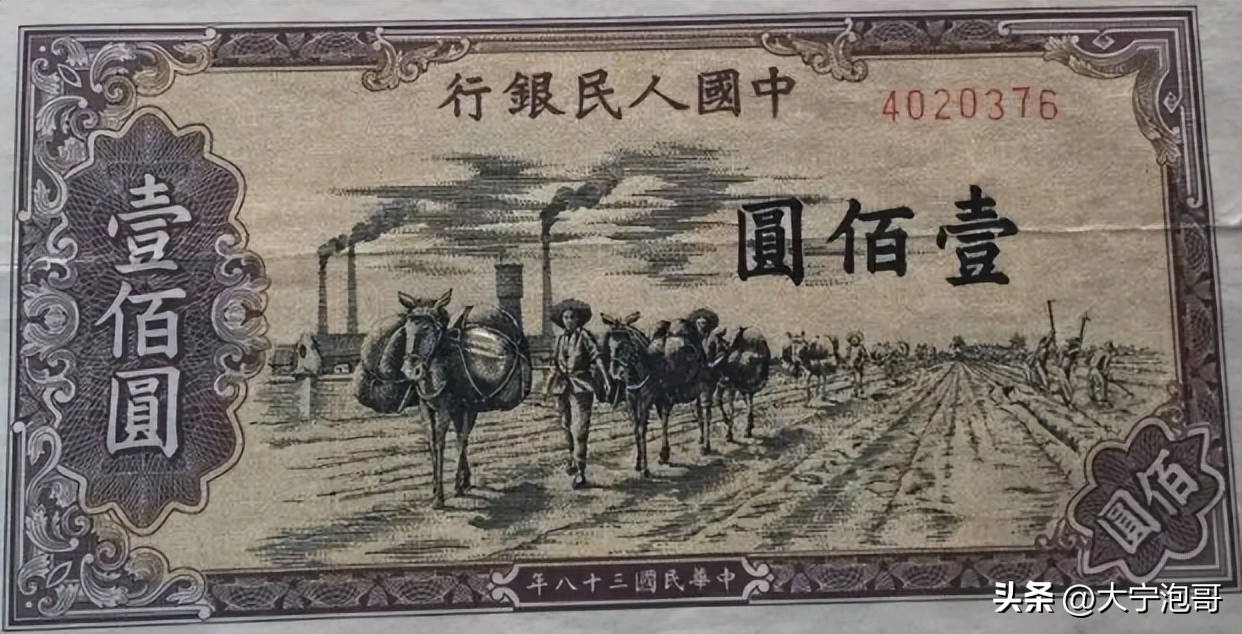 中國人民銀行
4020376
壹佰圓
壹佰圓
佰圓
中華民國三十八年
头条 @大宁泡哥